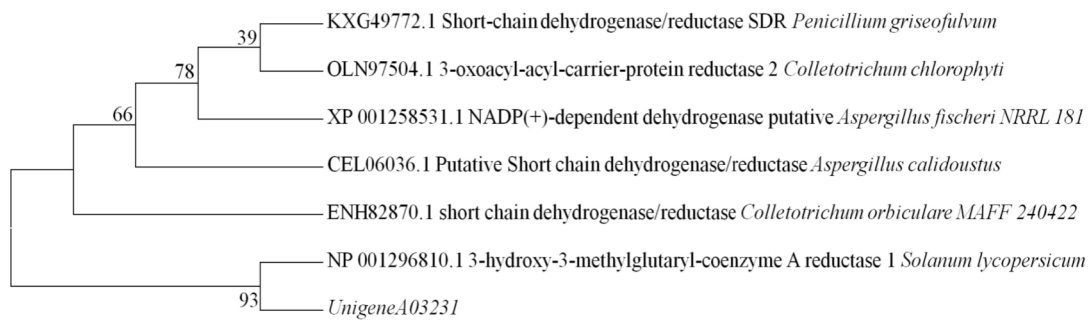 KXG49772.1 Short-chain dehydrogenase/reductase SDR Penicillium griseofulvum
39
OLN97504.1 3-oxoacyl-acyl-carrier-protein reductase 2 Colletotrichum chlorophyti
78
XP 001258531.1 NADP(+)-dependent dehydrogenase putative Aspergillus fischeri NRRL 181
66
CEL06036.1 Putative Short chain dehydrogenase/reductase Aspergillus calidoustus
ENH82870.1 short chain dehydrogenase/reductase Colletotrichum orbiculare MAFF 240422
NP 001296810.1 3-hydroxy-3-methylglutaryl-coenzyme A reductase 1 Solanum lycopersicum
93
UnigeneA03231